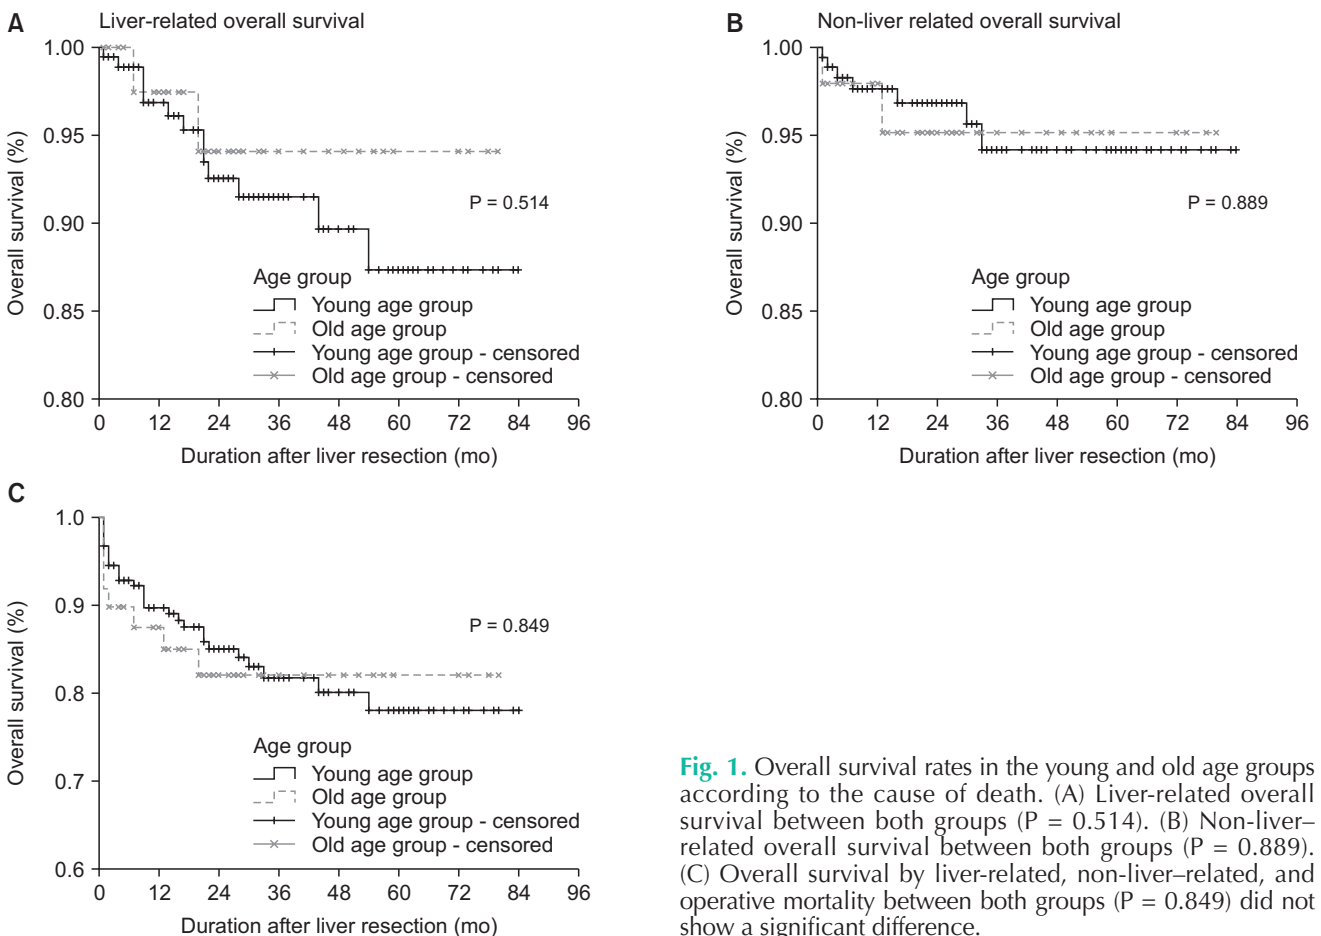 A
Liver-related overall survival
1.00
0.95
0.90
0.85
0.80
Overall survival (%)
P = 0.514
Age group
Young age group
Old age group
Young age group - censored
Old age group - censored
0 12 24 36 48 60 72 84 96
Duration after liver resection (mo)
B
Non-liver related overall survival
1.00
0.95
0.90
0.85
0.80
Overall survival (%)
P = 0.889
Age group
Young age group
Old age group
Young age group - censored
Old age group - censored
0 12 24 36 48 60 72 84 96
Duration after liver resection (mo)
C
1.0
0.9
0.8
0.7
0.6
Overall survival (%)
P = 0.849
Age group
Young age group
Old age group
Young age group - censored
Old age group - censored
0 12 24 36 48 60 72 84 96
Duration after liver resection (mo)
Fig. 1. Overall survival rates in the young and old age groups
according to the cause of death. (A) Liver-related overall
survival between both groups (P = 0.514). (B) Non-liver–
related overall survival between both groups (P = 0.889).
(C) Overall survival by liver-related, non-liver–related, and
operative mortality between both groups (P = 0.849) did not
show a significant difference.